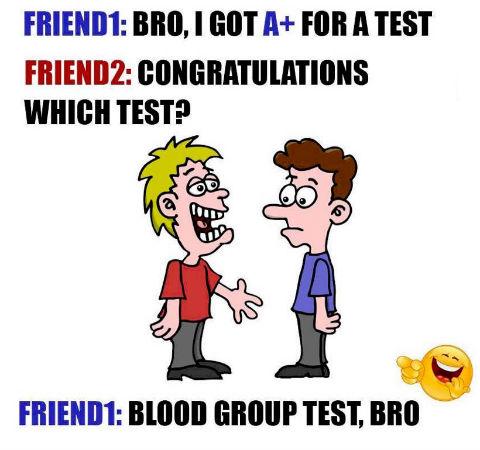 FRIEND1: BRO, I GOT A+ FOR A TEST
FRIEND2: CONGRATULATIONS
WHICH TEST?
FRIEND1: BLOOD GROUP TEST, BRO